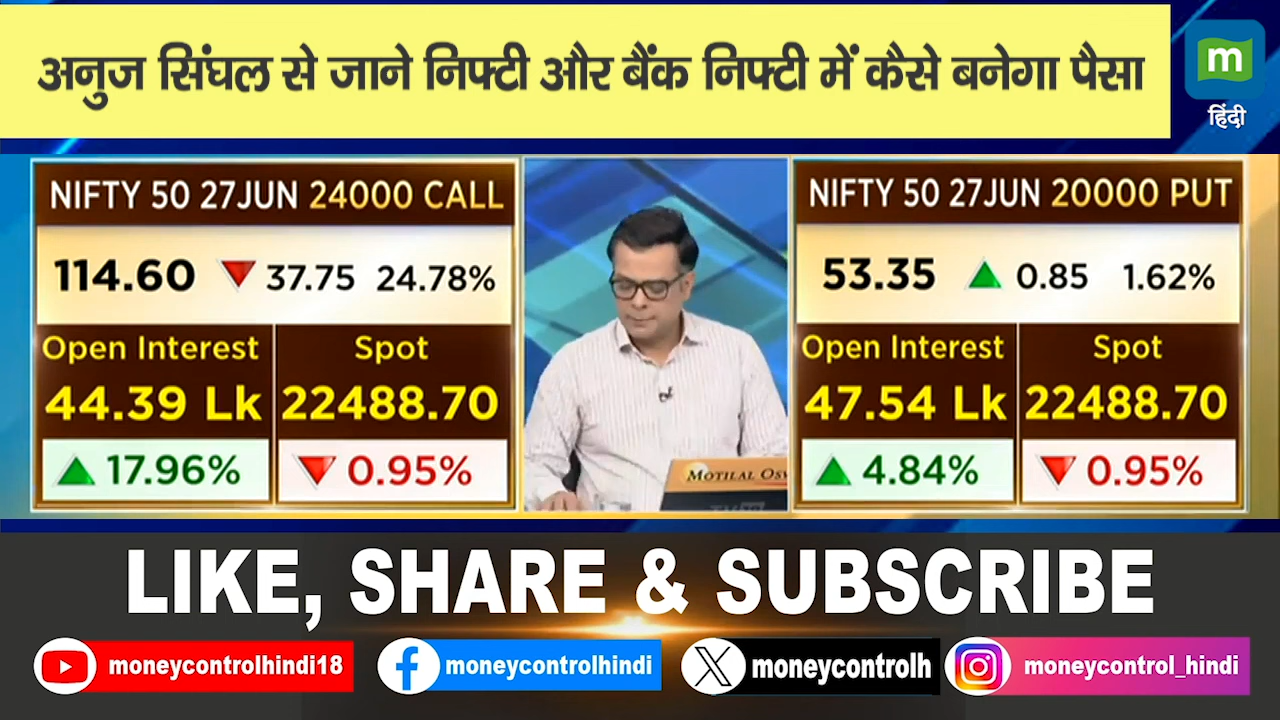 अनुज सिंघल से जाने निफ्टी और बैंक निफ्टी में कैसे बनेगा पैसा
m
हिंदी
NIFTY 50 27JUN 24000 CALL
114.60 37.75 24.78%
Open Interest Spot
44.39 Lk 22488.70
17.96% 0.95%
MOTILAL OSW
NIFTY 50 27JUN 20000 PUT
53.35 0.85 1.62%
Open Interest Spot
47.54 Lk 22488.70
4.84% 0.95%
LIKE, SHARE & SUBSCRIBE
moneycontrolhindi18
moneycontrolhindi
moneycontrolh
moneycontrol_hindi